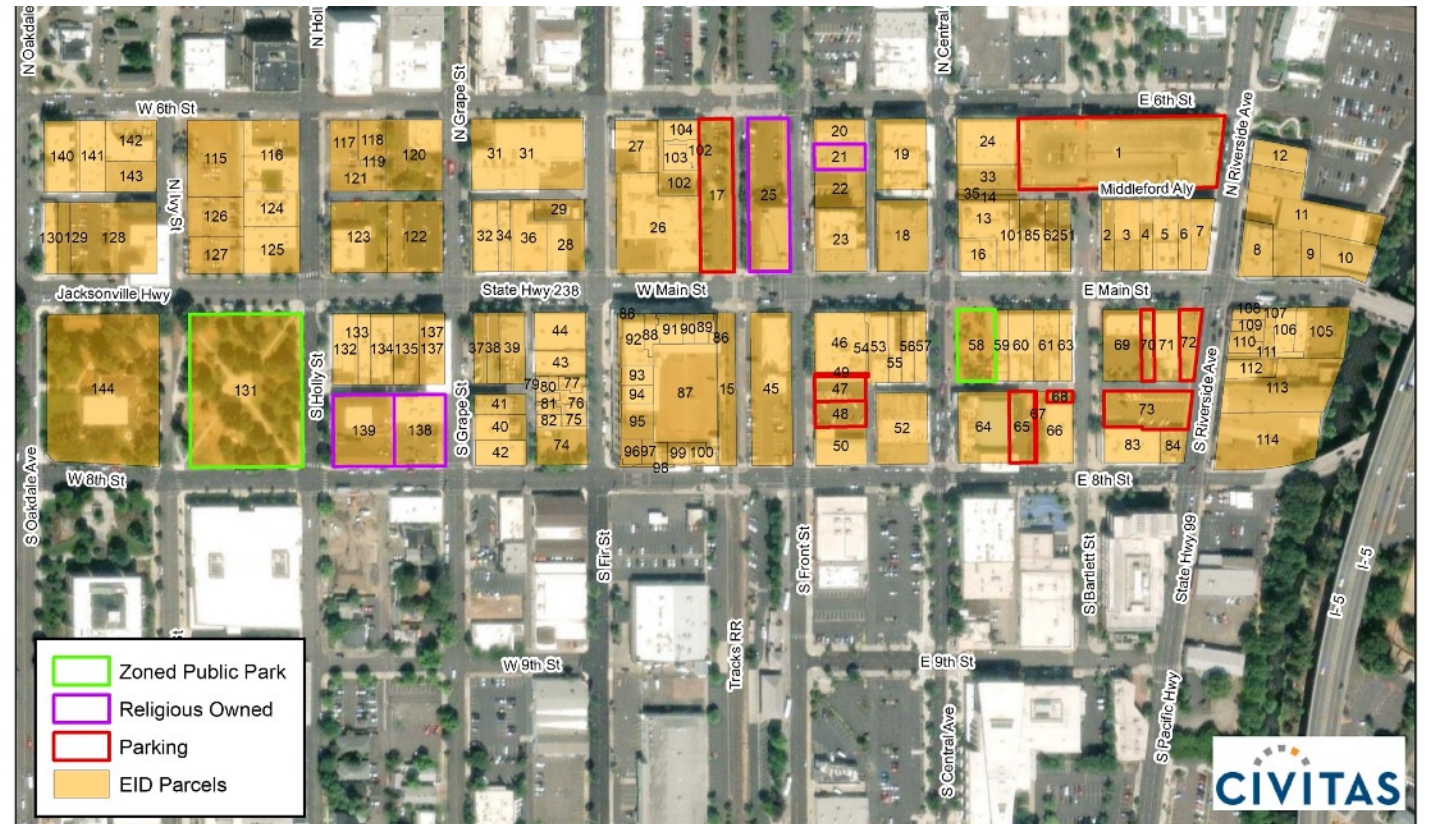 N Oakdale
N Holl
N Grape St
N Central
W 6th St
E 6th St
N Riverside Ave
N Ivy St
140 141 142 143
115 116
117 118 119 120 121
31 31
27 104 103 102 102
17
25
20 21 22
19
24 33 35 14
1
Middleford Aly
12
11
130 129 128
126 124
127 125
123 122
32 34 36 29 28
26
23
18
13 16 10 18 5 62 51
2 3 4 5 6 7
8 9 10
Jacksonville Hwy
State Hwy 238
W Main St
E Main St
144
131
133 137
132 134 135 137
37 38 39
44
43
86 92 88 91 90 89 86
93
94
95
87
15
45
46 54 53 55 56 57
49
47
48
50
52
58 59 60 61 63
69 70 71 72
108 107
109 106 105
110
111
112
113
114
139 138
79 80 77
41 81 76
40 82 75
42 74
96 97 98 99 100
64 65 67 68 66
73
83 84
S Holly St
S Grape St
S Oakdale Ave
S Riverside Ave
W 8th St
E 8th St
S Fir St
Tracks RR
S Front St
S Central Ave
S Bartlett St
State Hwy 99
I-5
I-5
W 9th St
E 9th St
S Pacific Hwy
st
Zoned Public Park
Religious Owned
Parking
EID Parcels
CIVITAS